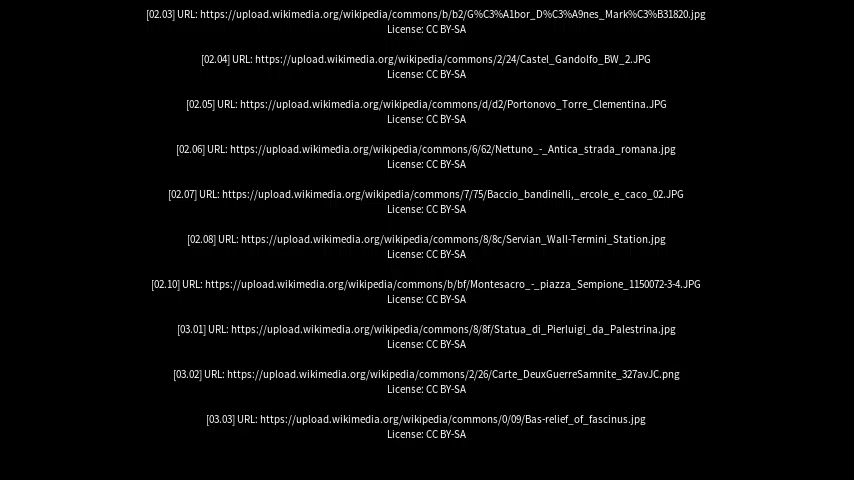 [02.03] URL: https://upload.wikimedia.org/wikipedia/commons/b/b2/G%C3%A1bor_D%C3%A9nes_Mark%C3%B31820.jpg
License: CC BY-SA
[02.04] URL: https://upload.wikimedia.org/wikipedia/commons/2/24/Castel_Gandolfo_BW_2.JPG
License: CC BY-SA
[02.05] URL: https://upload.wikimedia.org/wikipedia/commons/d/d2/Portonovo_Torre_Clementina.JPG
License: CC BY-SA
[02.06] URL: https://upload.wikimedia.org/wikipedia/commons/6/62/Nettuno_-_Antica_strada_romana.jpg
License: CC BY-SA
[02.07] URL: https://upload.wikimedia.org/wikipedia/commons/7/75/Baccio_bandinelli,_ercole_e_caco_02.JPG
License: CC BY-SA
[02.08] URL: https://upload.wikimedia.org/wikipedia/commons/8/8c/Servian_Wall-Termini_Station.jpg
License: CC BY-SA
[02.10] URL: https://upload.wikimedia.org/wikipedia/commons/b/bf/Montesacro_-_piazza_Sempione_1150072-3-4.JPG
License: CC BY-SA
[03.01] URL: https://upload.wikimedia.org/wikipedia/commons/8/8f/Statua_di_Pierluigi_da_Palestrina.jpg
License: CC BY-SA
[03.02] URL: https://upload.wikimedia.org/wikipedia/commons/2/26/Carte_DeuxGuerreSamnite_327avJC.png
License: CC BY-SA
[03.03] URL: https://upload.wikimedia.org/wikipedia/commons/0/09/Bas-relief_of_fascinus.jpg
License: CC BY-SA